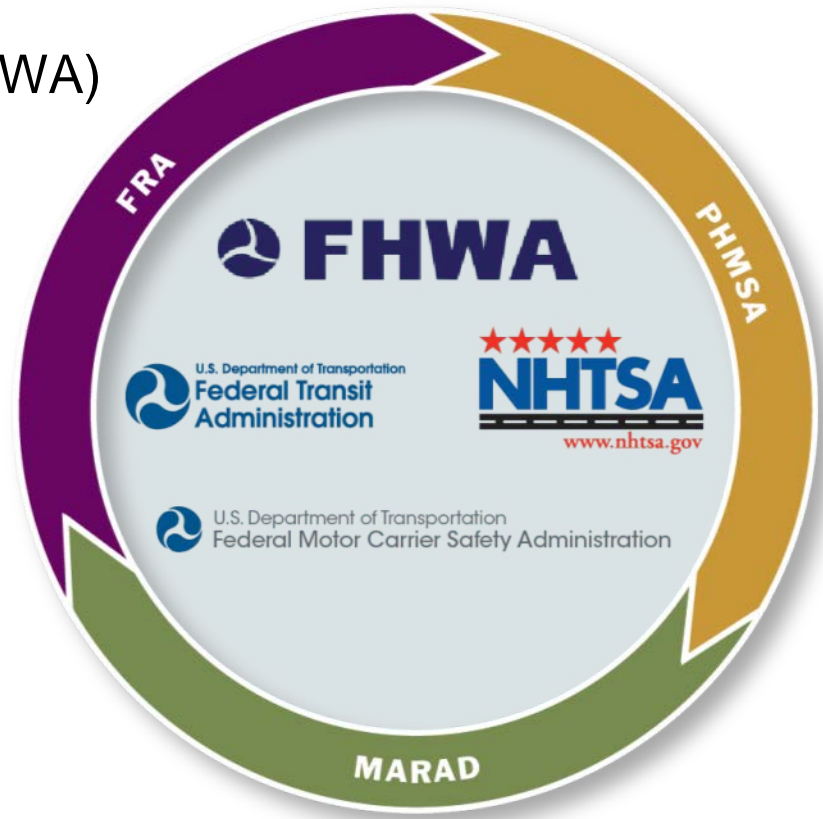 WA)
FRA
PHMSA
FHWA
U.S. Department of Transportation
Federal Transit
Administration
NHTSA
www.nhtsa.gov
U.S. Department of Transportation
Federal Motor Carrier Safety Administration
MARAD